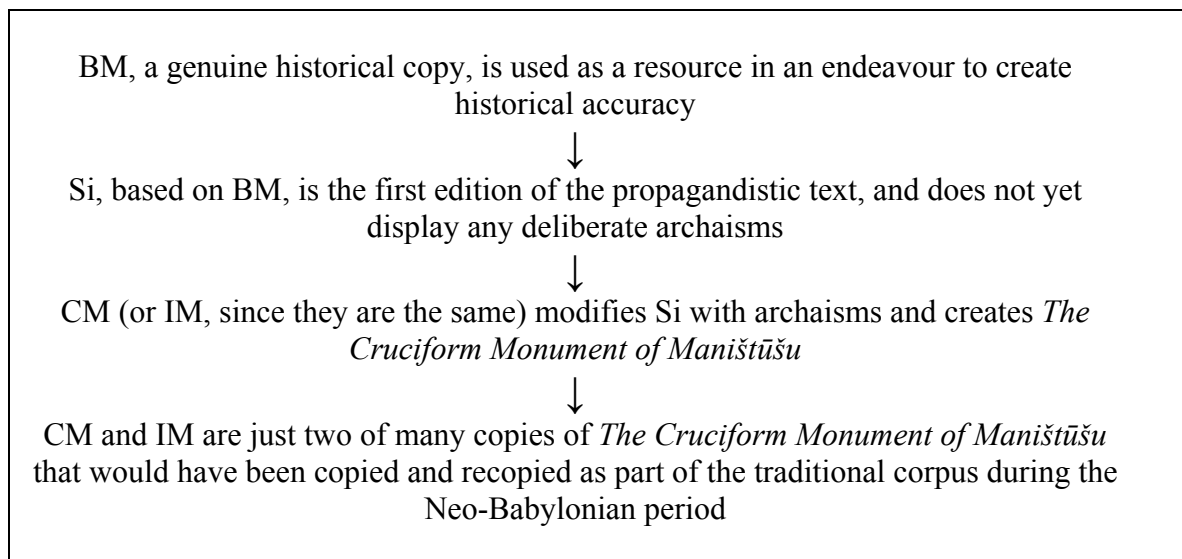 BM, a genuine historical copy, is used as a resource in an endeavour to create
historical accuracy
↓
Si, based on BM, is the first edition of the propagandistic text, and does not yet
display any deliberate archaisms
↓
CM (or IM, since they are the same) modifies Si with archaisms and creates The
Cruciform Monument of Maništūšu
↓
CM and IM are just two of many copies of The Cruciform Monument of Maništūšu
that would have been copied and recopied as part of the traditional corpus during the
Neo-Babylonian period